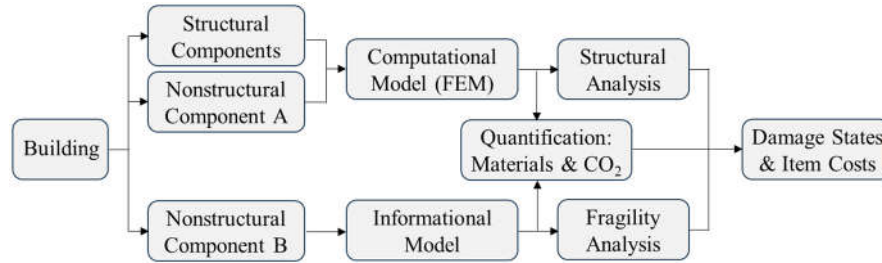 Structural
Components
Computational
Model (FEM)
Structural
Analysis
Nonstructural
Component A
Building
Quantification:
Materials & CO₂
Damage States
& Item Costs
Nonstructural
Component B
Informational
Model
Fragility
Analysis